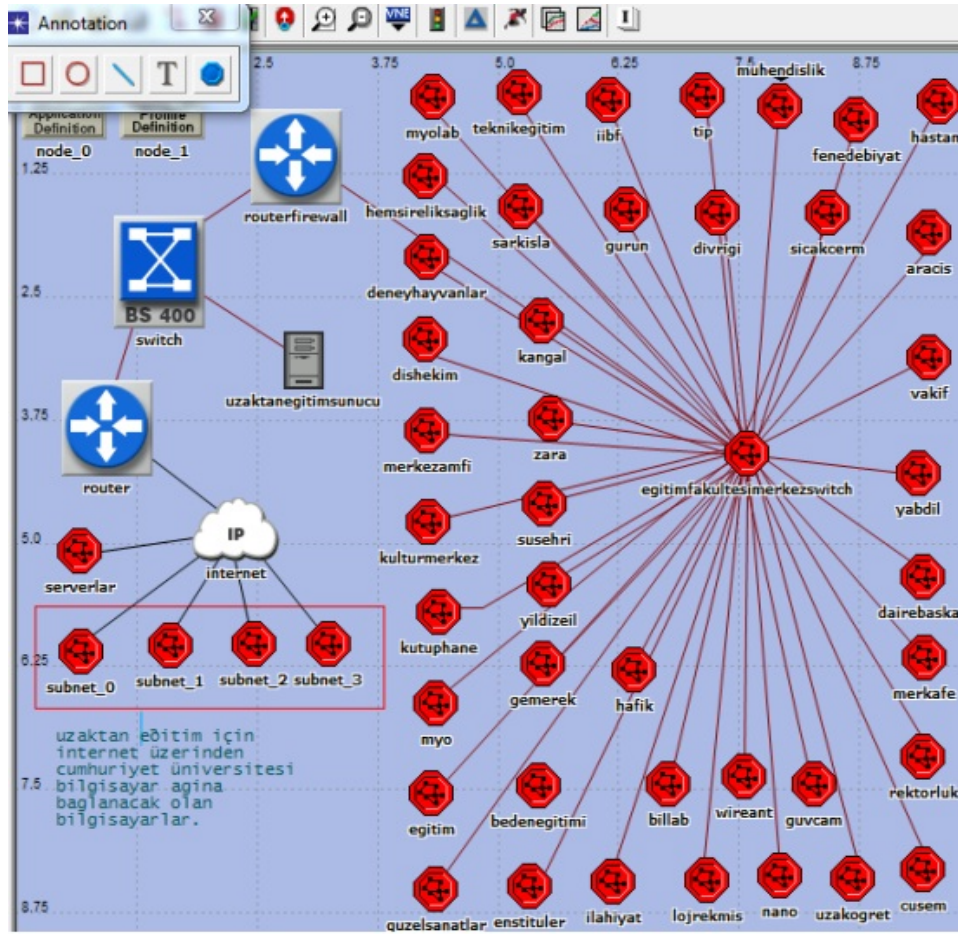 Annotation
VNE
T
2.5
3.75
5.0
6.25
7.5
8.75
Application
Definition
Profile
Definition
node_0
node_1
1.25
2.5
3.75
5.0
6.25
7.5
8.75
routerfirewall
BS 400
switch
uzaktanegitimsunucu
router
IP
internet
serverlar
subnet_0
subnet_1
subnet_2
subnet_3
uzaktan eðitim için
internet üzerinden
cumhuriyet üniversitesi
bilgisayar agina
baglanacak olan
bilgisayarlar.
myolab
teknikegitim
iibf
tip
muhendislik
fenedebiyat
hastan
hemsireliksaglik
sarkisla
gurun
divrigi
sicakcerm
aracis
deneyhayvanlar
kangal
dishekim
vakif
merkezamfi
zara
egitimfakultesimerkezswitch
yabdil
kulturmerkez
susehri
kutuphane
yildizeil
dairebaska
gemerek
hafik
merkafe
myo
egitim
bedenegitimi
billab
wireant
guvcam
rektorluk
guzelsanatlar
enstituler
ilahiyat
lojrekmis
nano
uzakogret
cusem